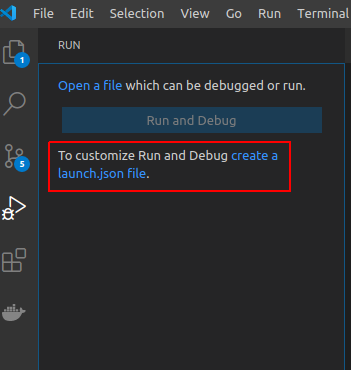 File Edit Selection View Go Run Terminal
RUN
1
Open a file which can be debugged or run.
Run and Debug
To customize Run and Debug create a
launch.json file.
5